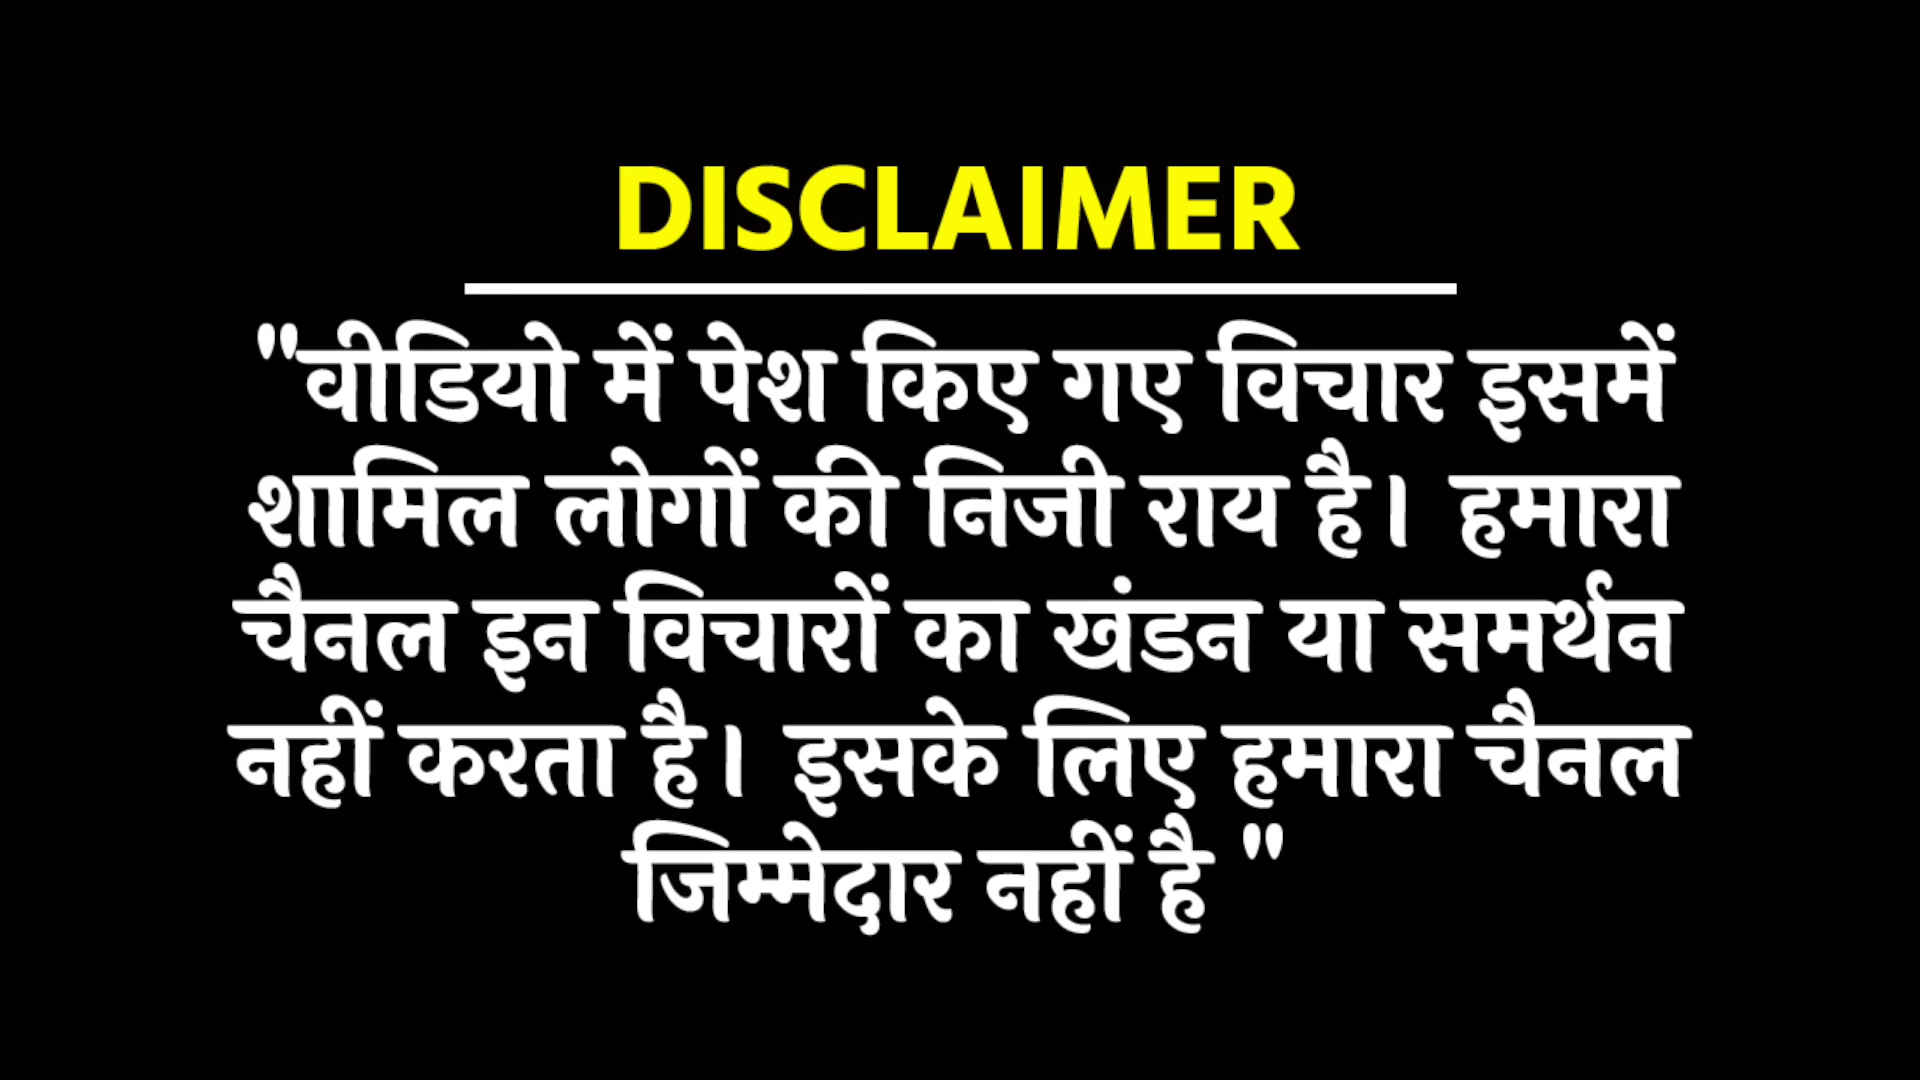 DISCLAIMER
"वीडियो में पेश किए गए विचार इसमें
शामिल लोगों की निजी राय है। हमारा
चैनल इन विचारों का खंडन या समर्थन
नहीं करता है। इसके लिए हमारा चैनल
जिम्मेदार नहीं है "